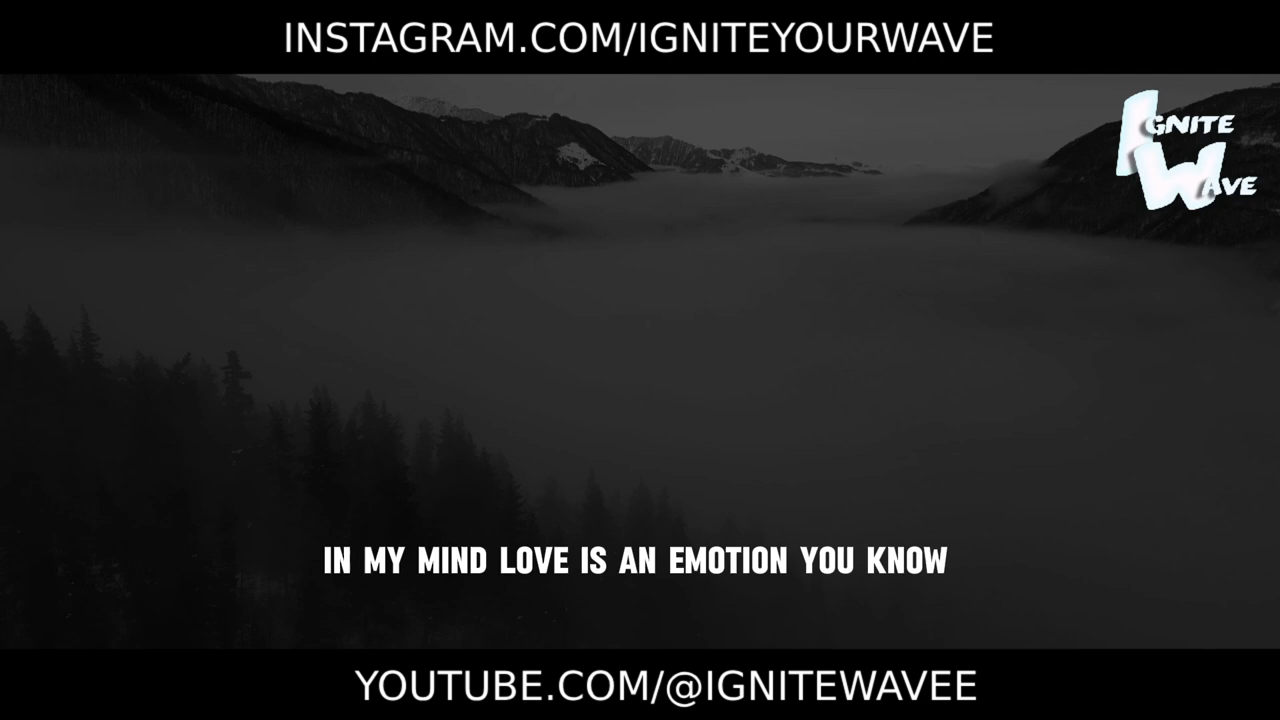 INSTAGRAM.COM/IGNITEYOURWAVE
IGNITE
WAVE
IN MY MIND LOVE IS AN EMOTION YOU KNOW
YOUTUBE.COM/@IGNITEWAVEE